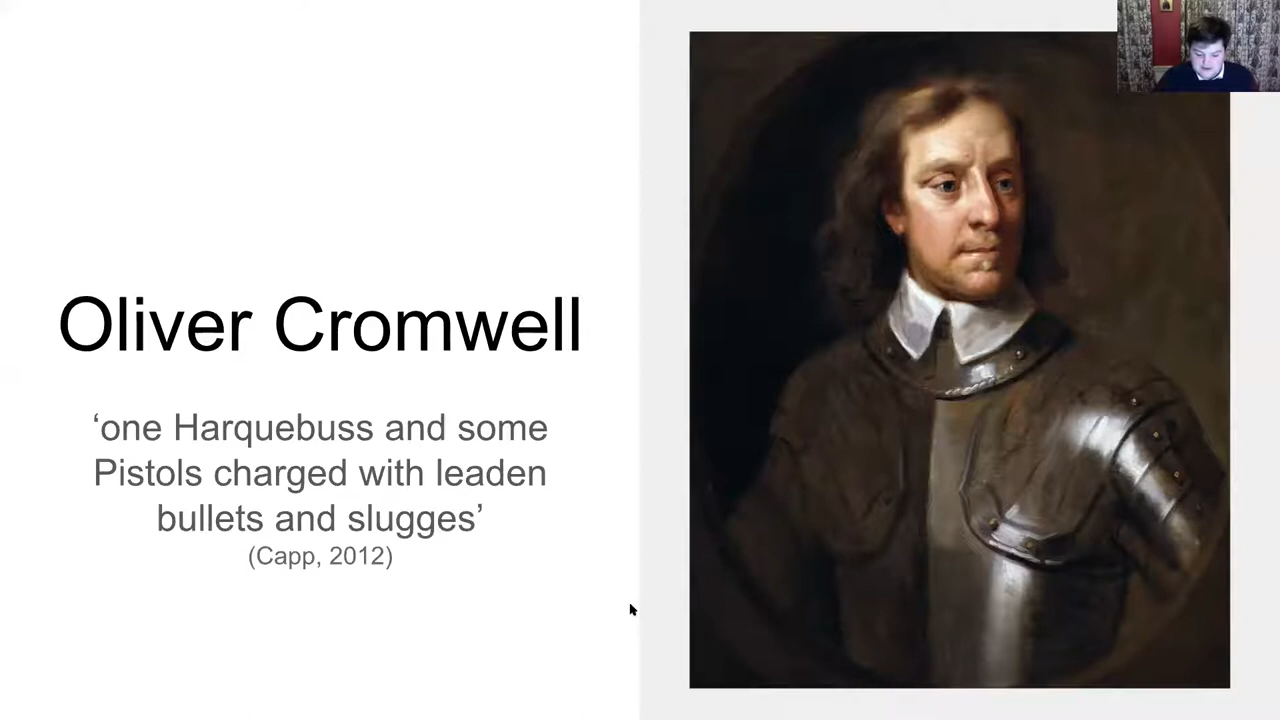 Oliver Cromwell
‘one Harquebuss and some
Pistols charged with leaden
bullets and slugges’
(Capp, 2012)